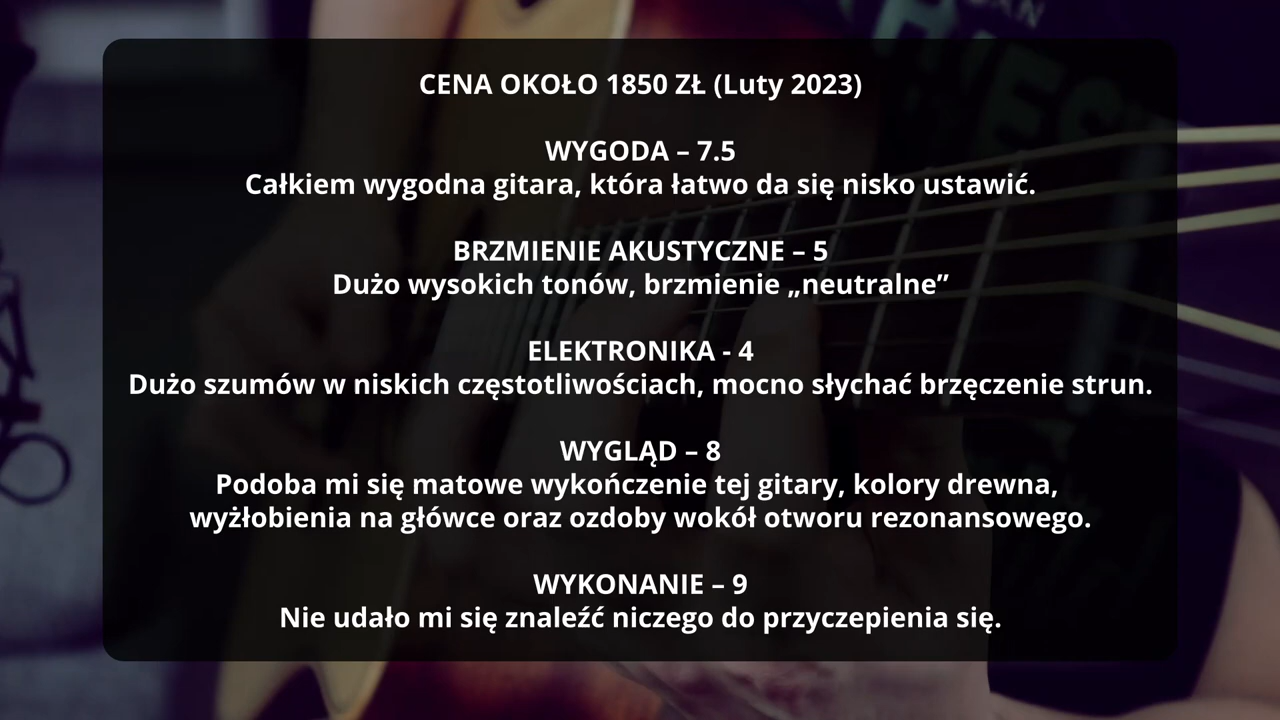 CENA OKOŁO 1850 ZŁ (Luty 2023)
WYGODA – 7.5
Całkiem wygodna gitara, która łatwo da się nisko ustawić.
BRZMIENIE AKUSTYCZNE – 5
Dużo wysokich tonów, brzmienie „neutralne”
ELEKTRONIKA - 4
Dużo szumów w niskich częstotliwościach, mocno słychać brzęczenie strun.
WYGLĄD – 8
Podoba mi się matowe wykończenie tej gitary, kolory drewna,
wyżłobienia na główce oraz ozdoby wokół otworu rezonansowego.
WYKONANIE – 9
Nie udało mi się znaleźć niczego do przyczepienia się.